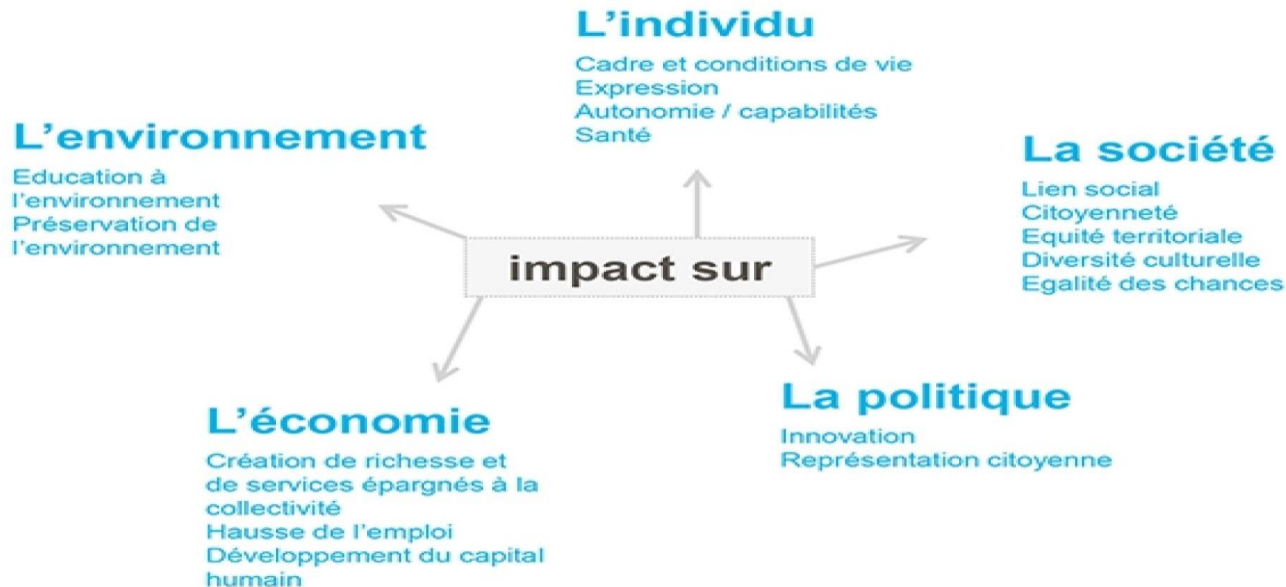 L'individu
Cadre et conditions de vie
Expression
Autonomie / capabilités
Santé
L'environnement
Education à
l'environnement
Préservation de
l'environnement
La société
Lien social
Citoyenneté
Equité territoriale
Diversité culturelle
Egalité des chances
impact sur
L'économie
Création de richesse et
de services épargnés à la
collectivité
Hausse de l'emploi
Développement du capital
humain
La politique
Innovation
Représentation citoyenne